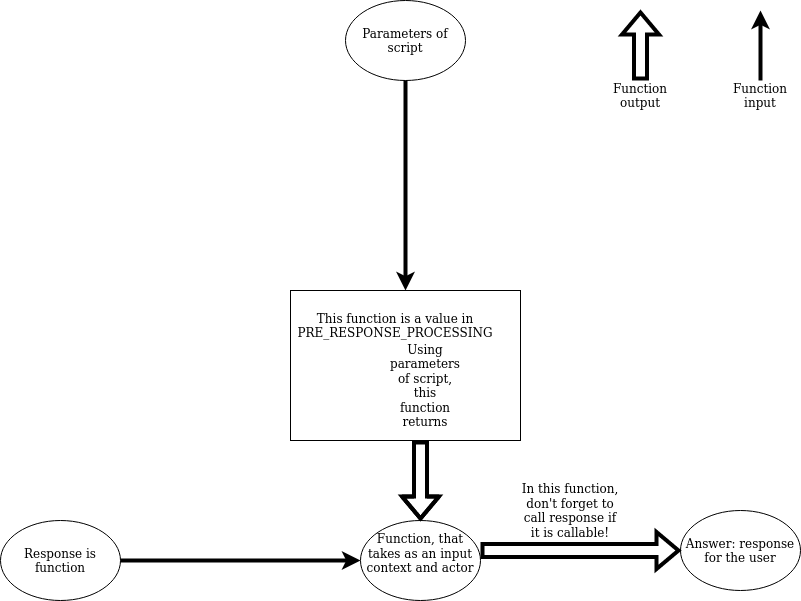 Parameters of
script
Function
output
Function
input
This function is a value in
PRE_RESPONSE_PROCESSING
Using
parameters
of script,
this
function
returns
In this function,
don't forget to
call response if
it is callable!
Response is
function
Function, that
takes as an input
context and actor
Answer: response
for the user